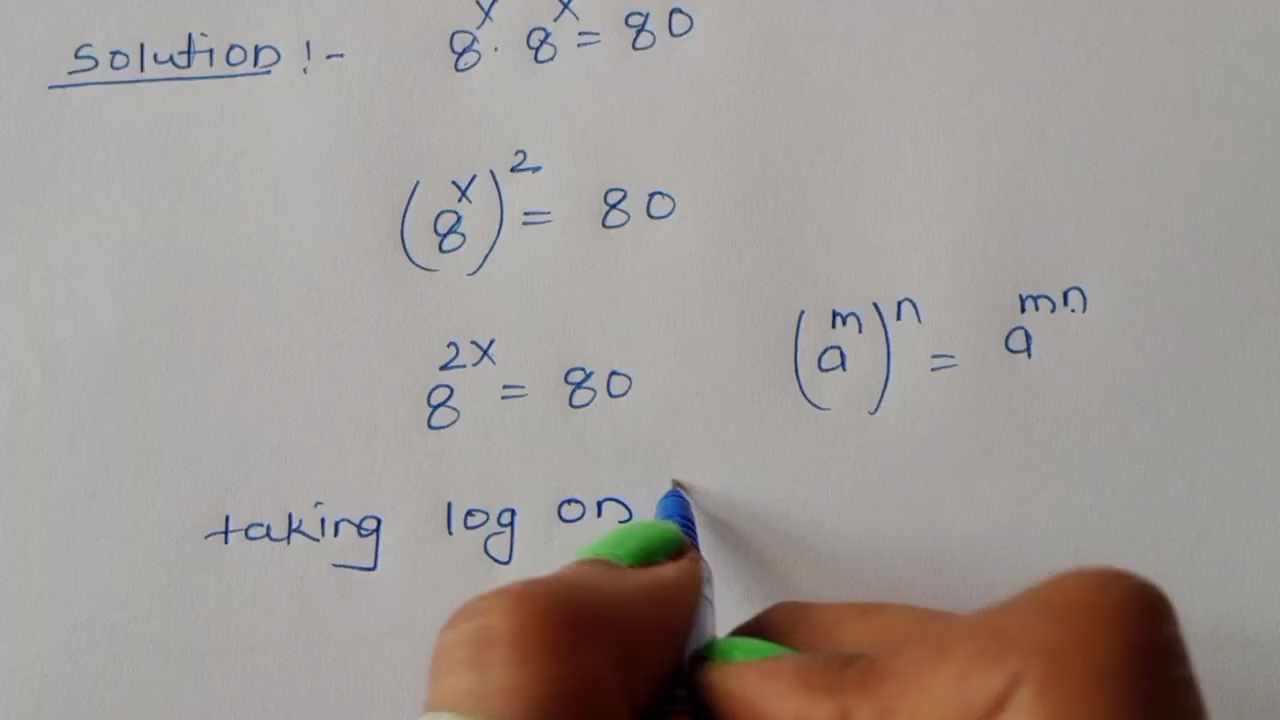 Solution :- 8^x . 8^x = 80
(8^x)^2 = 80
8^2x = 80
(a^m)^n = a^mn
taking log on